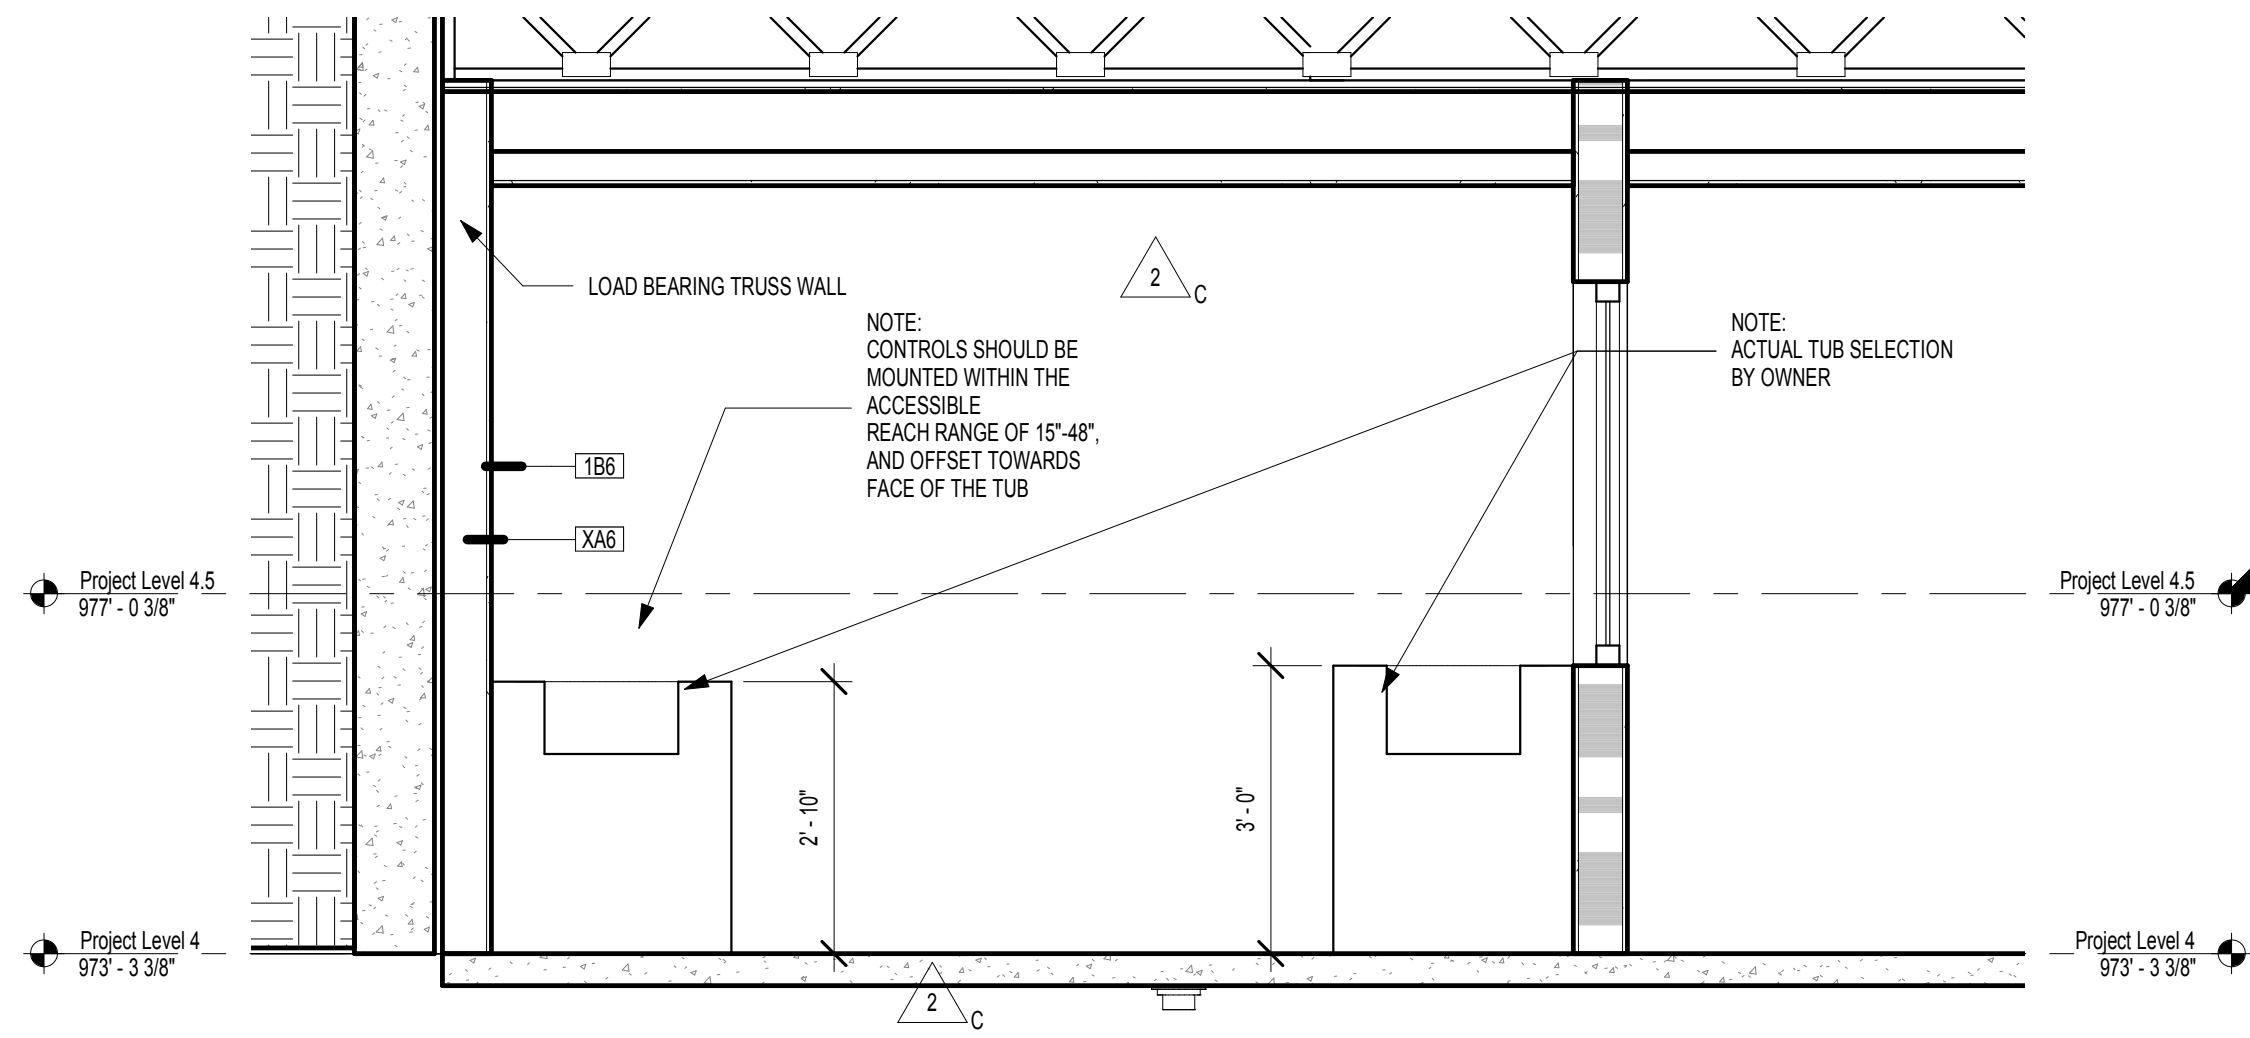 2
C
LOAD BEARING TRUSS WALL
NOTE:
CONTROLS SHOULD BE
MOUNTED WITHIN THE
ACCESSIBLE
REACH RANGE OF 15"-48",
AND OFFSET TOWARDS
FACE OF THE TUB
NOTE:
ACTUAL TUB SELECTION
BY OWNER
1B6
XA6
Project Level 4.5
977' - 0 3/8"
Project Level 4.5
977' - 0 3/8"
2' - 10"
3' - 0"
Project Level 4
973' - 3 3/8"
Project Level 4
973' - 3 3/8"
2
C